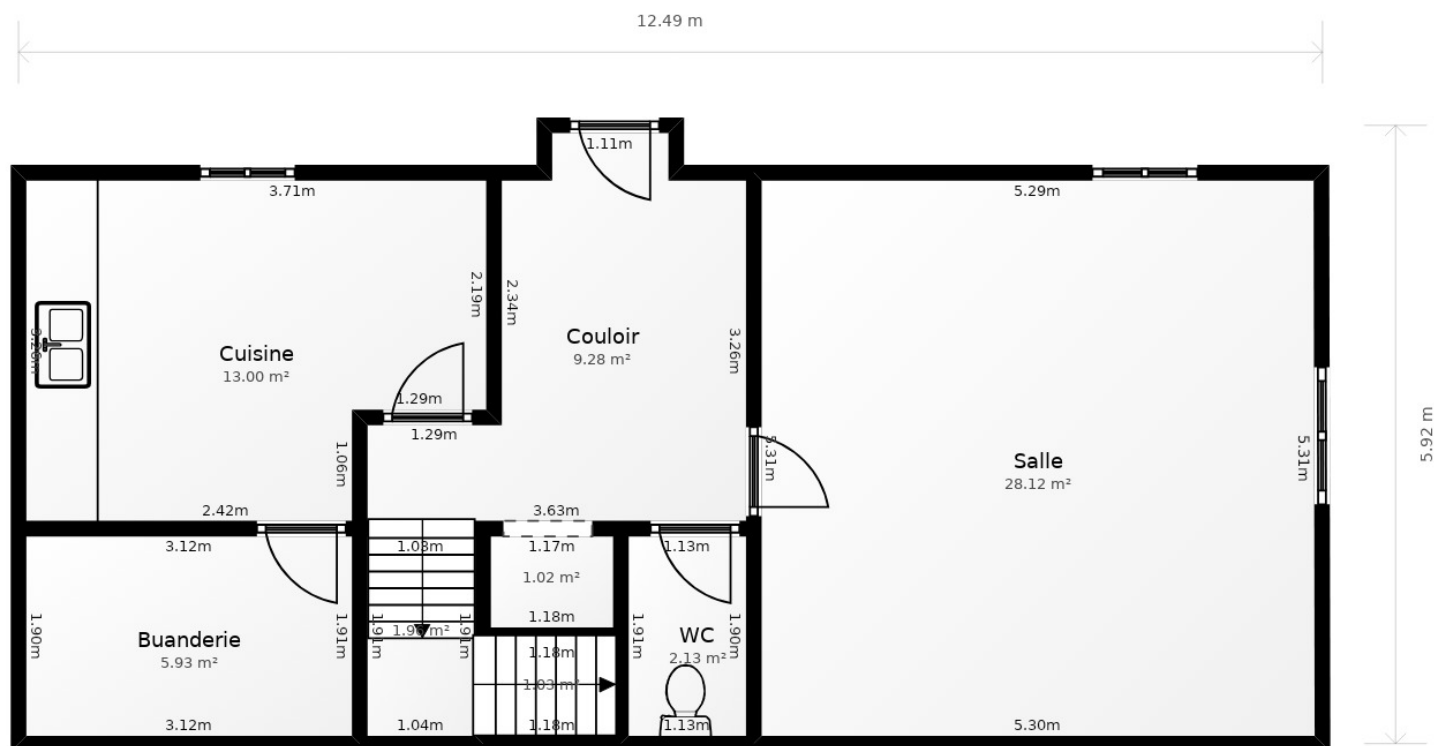 12.49 m
1.11m
3.71m
5.29m
2.19m
2.34m
Couloir
9.28 m²
3.26m
Cuisine
13.00 m²
1.29m
1.29m
5.92 m
1.06m
5.31m
5.31m
Salle
28.12 m²
2.42m
3.63m
3.12m
1.03m
1.17m
1.13m
1.02 m²
1.90m
1.91m
1.91m
1.91m
1.18m
1.91m
1.90m
Buanderie
5.93 m²
WC
2.13 m²
1.18m
1.03 m²
3.12m
1.04m
1.18m
1.13m
5.30m